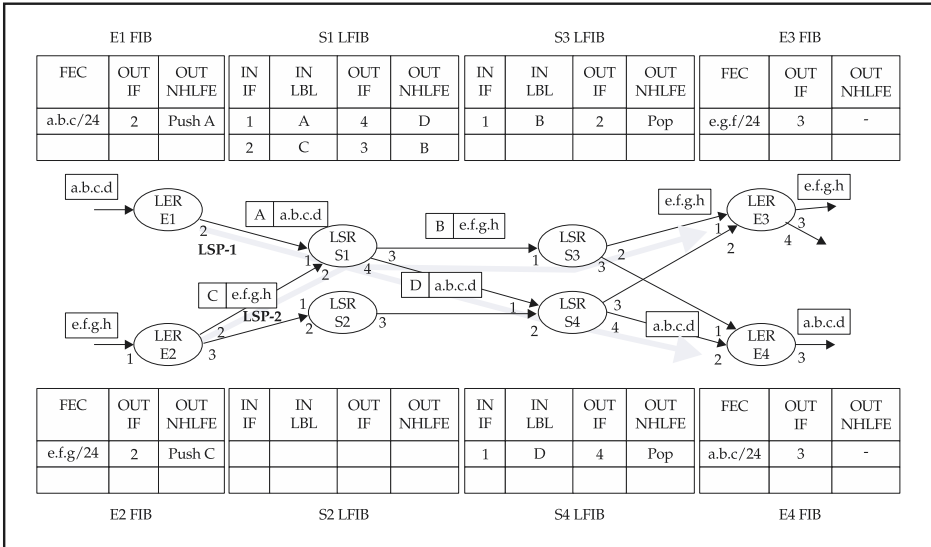 E1 FIB S1 LFIB S3 LFIB E3 FIB
FEC OUT IF OUT NHLFE IN IF IN LBL OUT IF OUT NHLFE IN IF IN LBL OUT IF OUT NHLFE FEC OUT IF OUT NHLFE
a.b.c/24 2 Push A 1 A 4 D 1 B 2 Pop e.g.f/24 3 -
2 C 3 B
a.b.c.d
LER E1
2
LSP-1
A a.b.c.d
LSR S1
1
2
3
4
B e.f.g.h
LSR S3
1
2
3
e.f.g.h
LER E3
1
2
3
4
e.f.g.h
C e.f.g.h
LSP-2
D a.b.c.d
e.f.g.h
LER E2
1
2
3
LSR S2
1
2
3
LSR S4
1
2
3
4
a.b.c.d
LER E4
1
2
3
a.b.c.d
FEC OUT IF OUT NHLFE IN IF IN LBL OUT IF OUT NHLFE IN IF IN LBL OUT IF OUT NHLFE FEC OUT IF OUT NHLFE
e.f.g/24 2 Push C 1 D 4 Pop a.b.c/24 3 -
E2 FIB S2 LFIB S4 LFIB E4 FIB